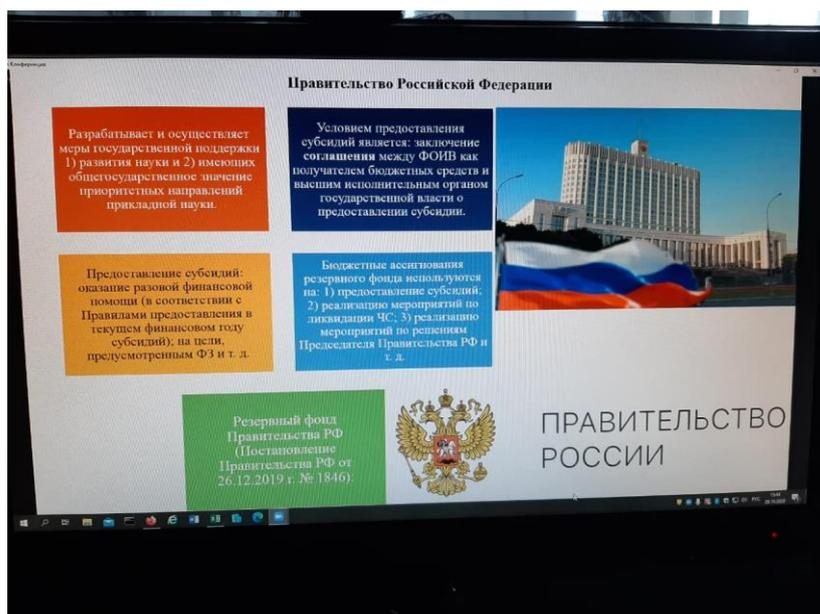 Конференция
Правительство Российской Федерации
Разрабатывает и осуществляет
меры государственной поддержки
1) развития науки и 2) имеющих
общегосударственное значение
приоритетных направлений
прикладной науки.
Условием предоставления
субсидий является: заключение
соглашения между ФОИВ как
получателем бюджетных средств и
высшим исполнительным органом
государственной власти о
предоставлении субсидии.
Предоставление субсидий:
оказание разовой финансовой
помощи (в соответствии с
Правилами предоставления в
текущем финансовом году
субсидий); на цели,
предусмотренным ФЗ и т. д.
Бюджетные ассигнования
резервного фонда используются
на: 1) предоставление субсидий;
2) реализацию мероприятий по
ликвидации ЧС; 3) реализацию
мероприятий по решениям
Председателя Правительства РФ и
т. д.
Резервный фонд
Правительства РФ
(Постановление
Правительства РФ от
26.12.2019 г. № 1846):
ПРАВИТЕЛЬСТВО
РОССИИ
РУС